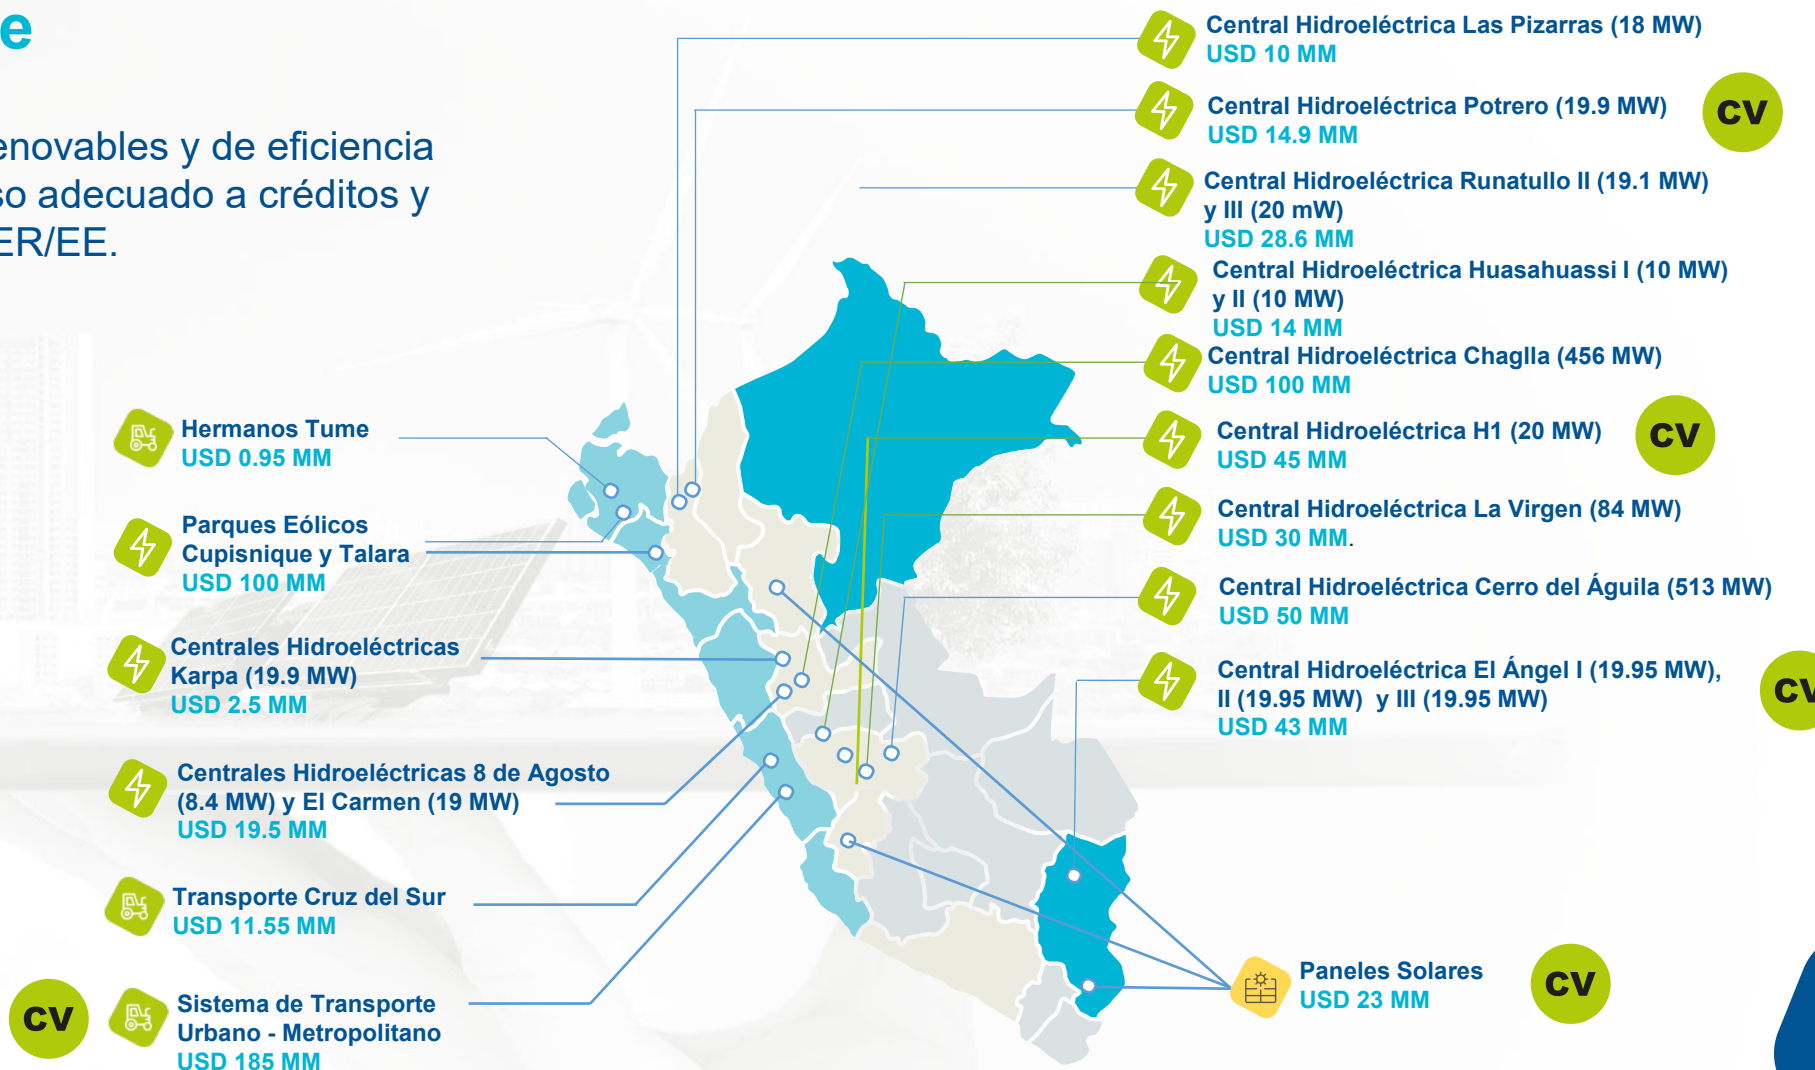 e
enovables y de eficiencia
so adecuado a créditos y
ER/EE.
Hermanos Tume
USD 0.95 MM
Parques Eólicos
Cupisnique y Talara
USD 100 MM
Centrales Hidroeléctricas
Karpa (19.9 MW)
USD 2.5 MM
Centrales Hidroeléctricas 8 de Agosto
(8.4 MW) y El Carmen (19 MW)
USD 19.5 MM
Transporte Cruz del Sur
USD 11.55 MM
CV
Sistema de Transporte
Urbano - Metropolitano
USD 185 MM
Central Hidroeléctrica Las Pizarras (18 MW)
USD 10 MM
Central Hidroeléctrica Potrero (19.9 MW)
USD 14.9 MM
CV
Central Hidroeléctrica Runatullo II (19.1 MW)
y III (20 mW)
USD 28.6 MM
Central Hidroeléctrica Huasahuassi I (10 MW)
y II (10 MW)
USD 14 MM
Central Hidroeléctrica Chaglla (456 MW)
USD 100 MM
Central Hidroeléctrica H1 (20 MW)
USD 45 MM
CV
Central Hidroeléctrica La Virgen (84 MW)
USD 30 MM.
Central Hidroeléctrica Cerro del Águila (513 MW)
USD 50 MM
Central Hidroeléctrica El Ángel I (19.95 MW),
II (19.95 MW) y III (19.95 MW)
USD 43 MM
CV
Paneles Solares
USD 23 MM
CV